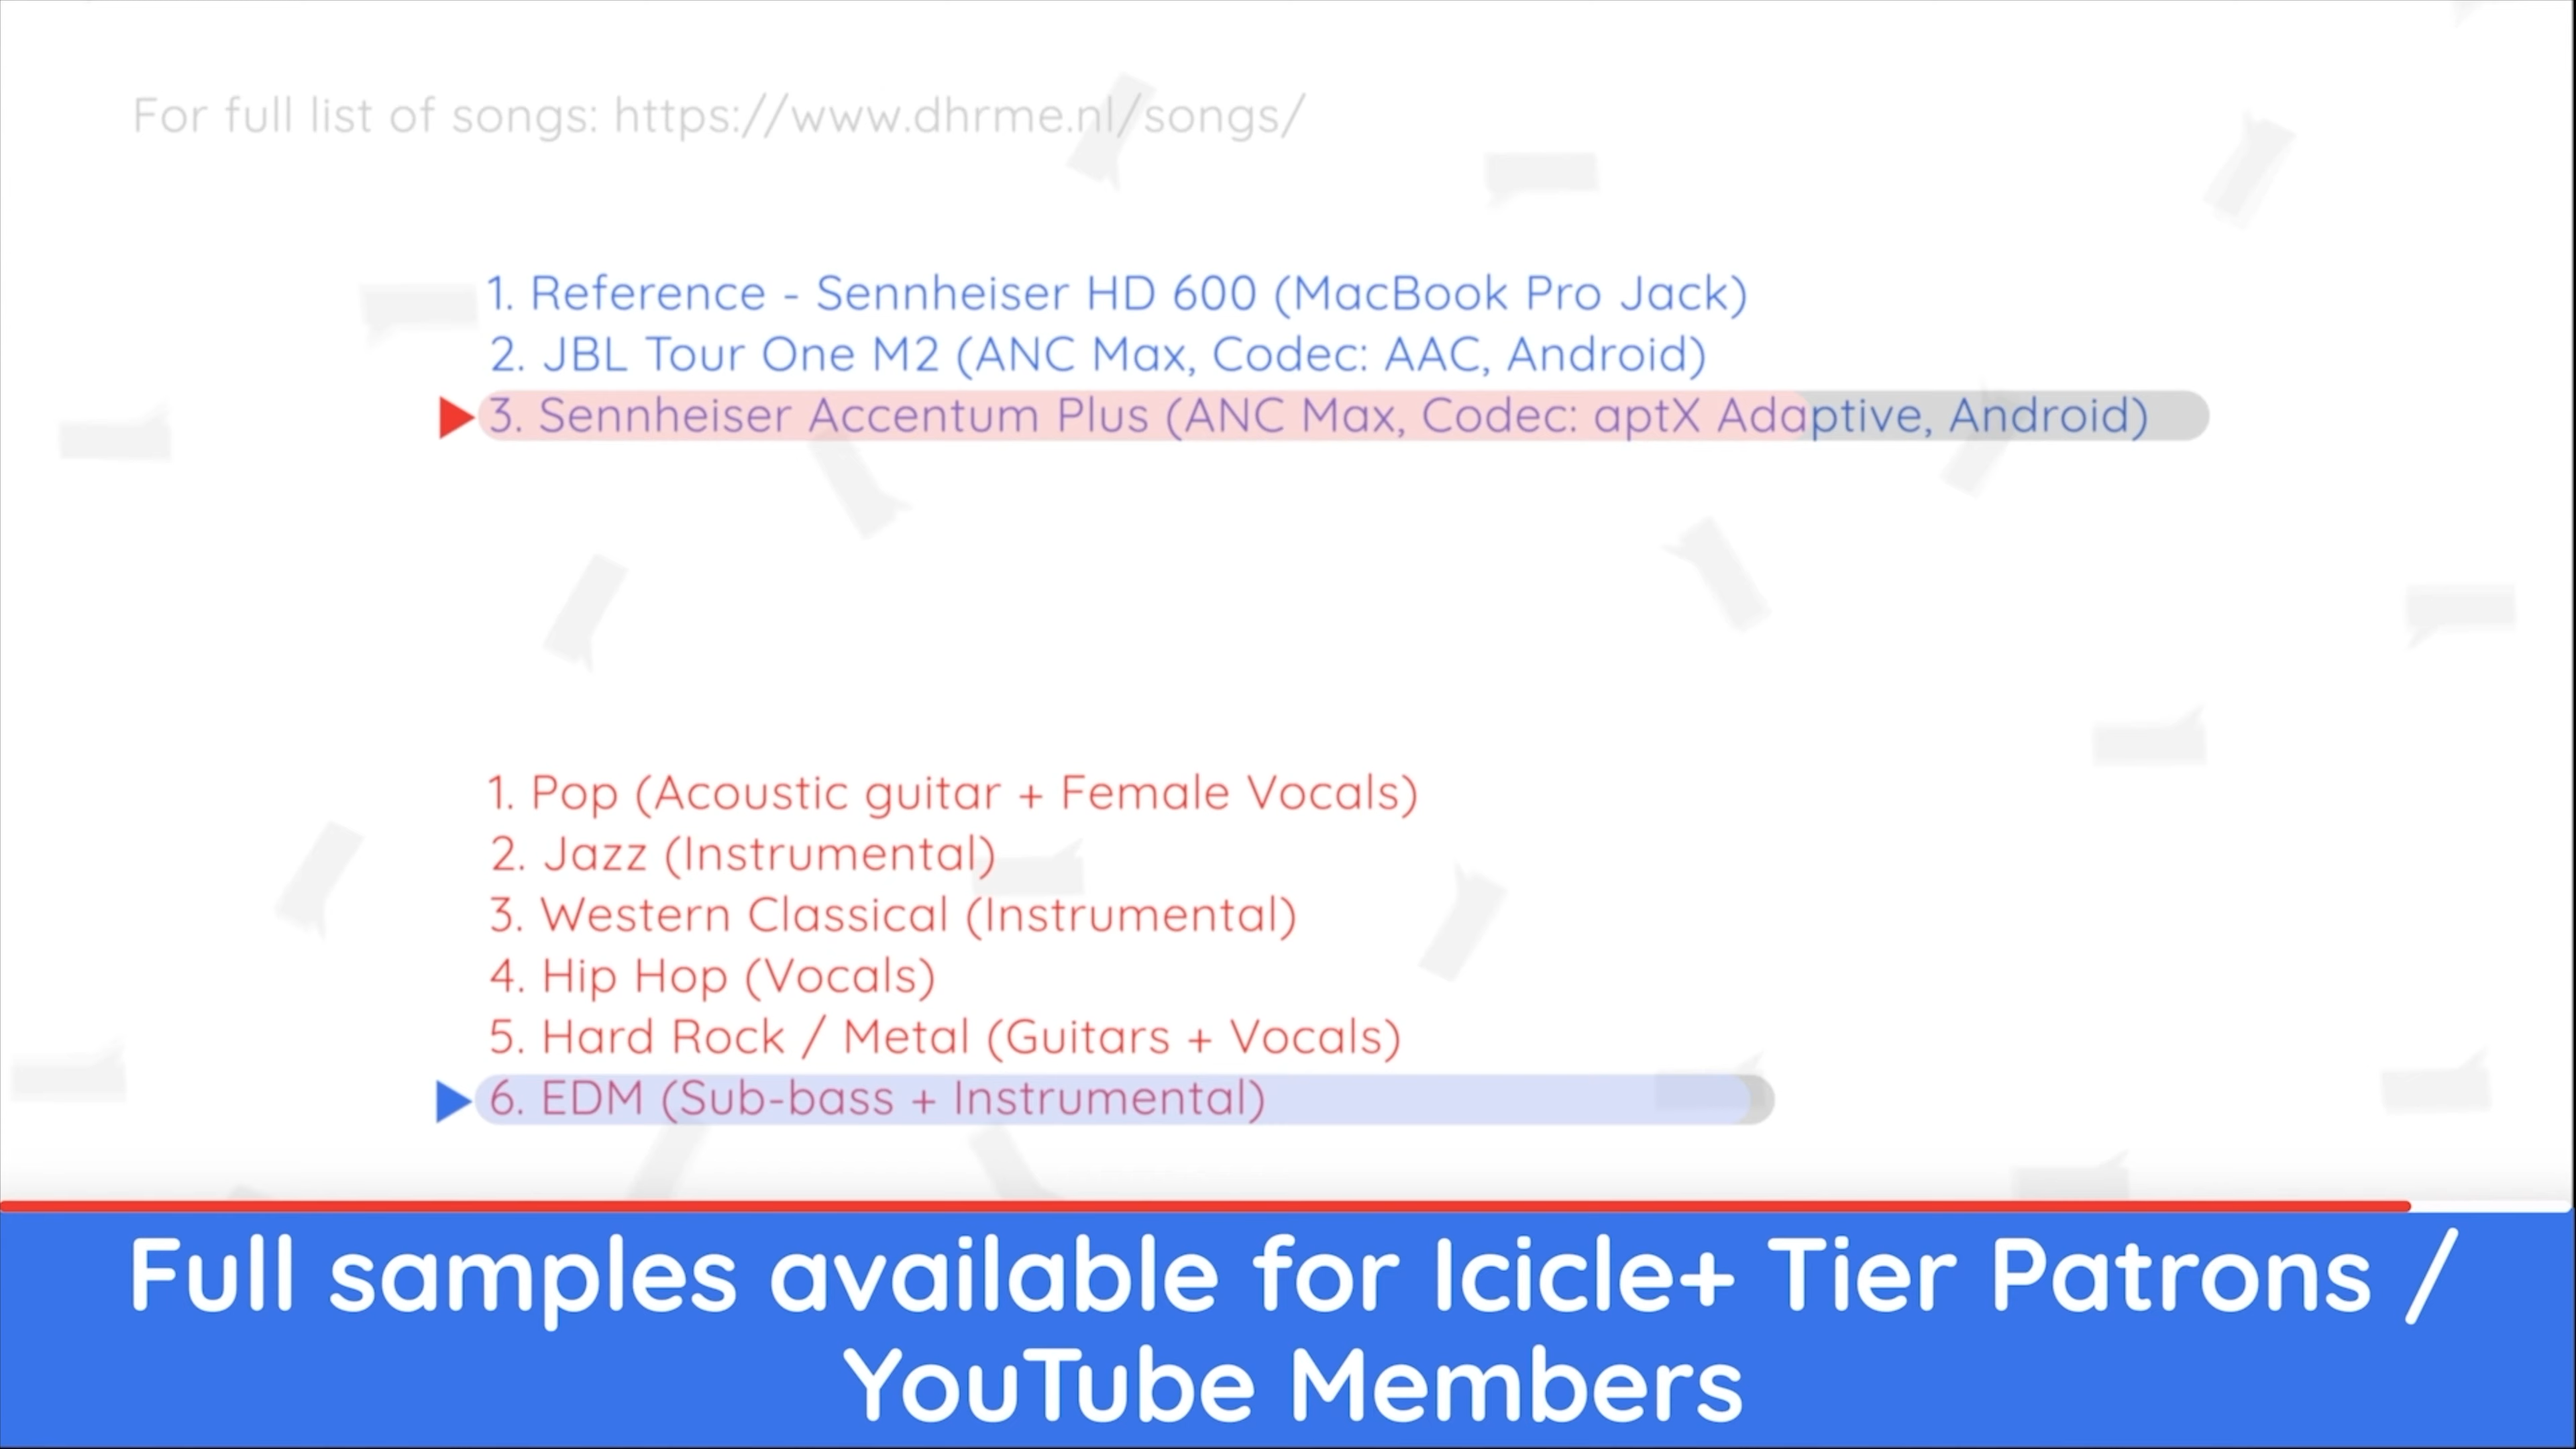 For full list of songs: https://www.dhrme.nl/songs/
1. Reference - Sennheiser HD 600 (MacBook Pro Jack)
2. JBL Tour One M2 (ANC Max, Codec: AAC, Android)
3. Sennheiser Accentum Plus (ANC Max, Codec: aptX Adaptive, Android)
1. Pop (Acoustic guitar + Female Vocals)
2. Jazz (Instrumental)
3. Western Classical (Instrumental)
4. Hip Hop (Vocals)
5. Hard Rock / Metal (Guitars + Vocals)
6. EDM (Sub-bass + Instrumental)
Full samples available for Icicle+ Tier Patrons /
YouTube Members